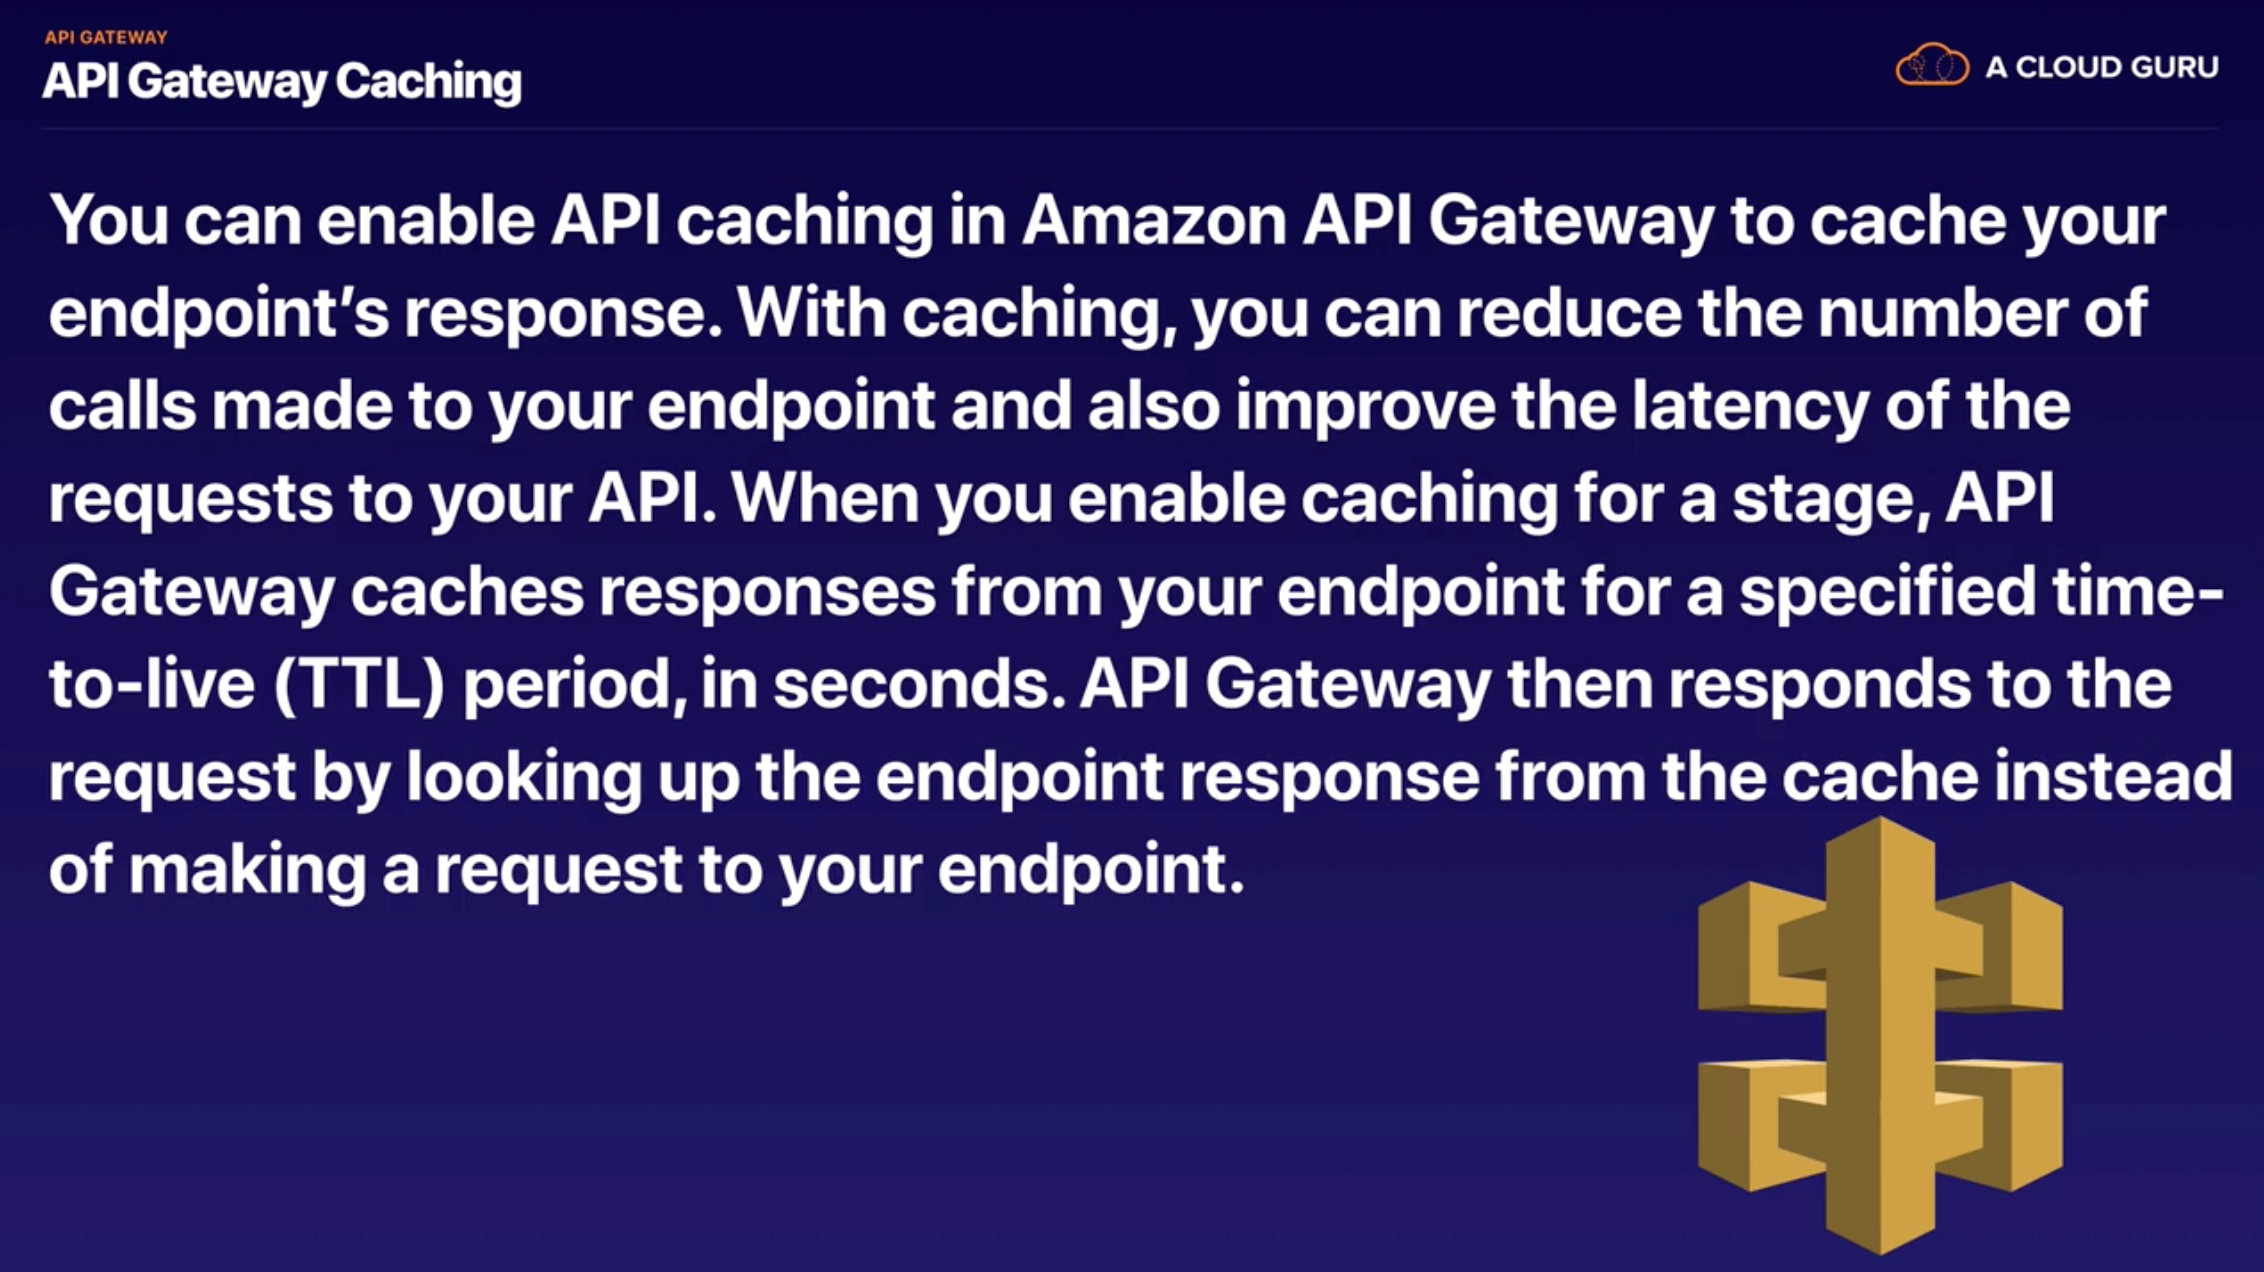 API GATEWAY
API Gateway Caching
A CLOUD GURU
You can enable API caching in Amazon API Gateway to cache your
endpoint’s response. With caching, you can reduce the number of
calls made to your endpoint and also improve the latency of the
requests to your API. When you enable caching for a stage, API
Gateway caches responses from your endpoint for a specified time-
to-live (TTL) period, in seconds. API Gateway then responds to the
request by looking up the endpoint response from the cache instead
of making a request to your endpoint.